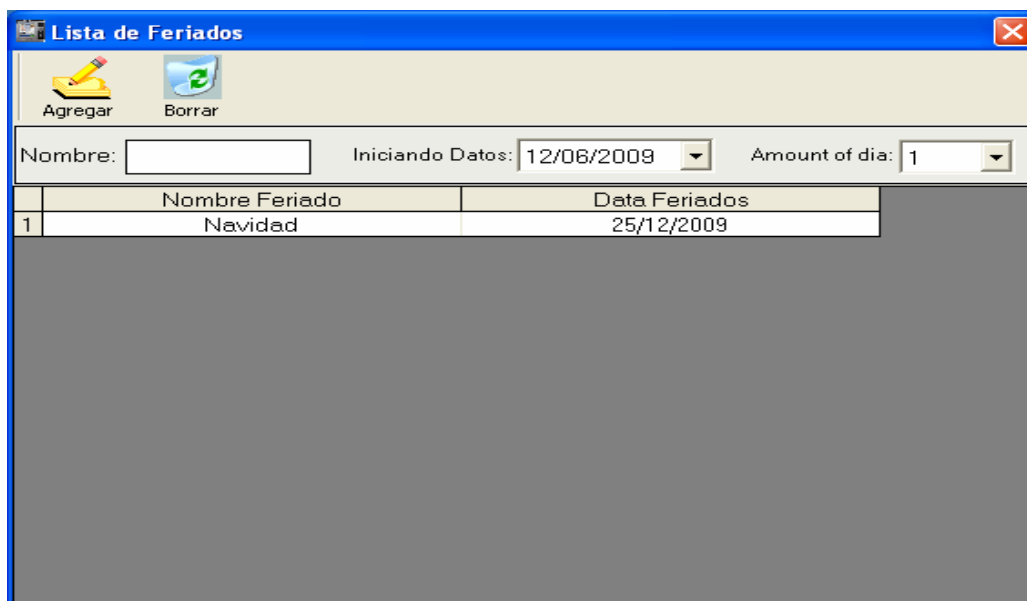 Lista de Feriados
Agregar Borrar
Nombre: Iniciando Datos: 12/06/2009 Amount of dia: 1
Nombre Feriado Data Feriados
1 Navidad 25/12/2009